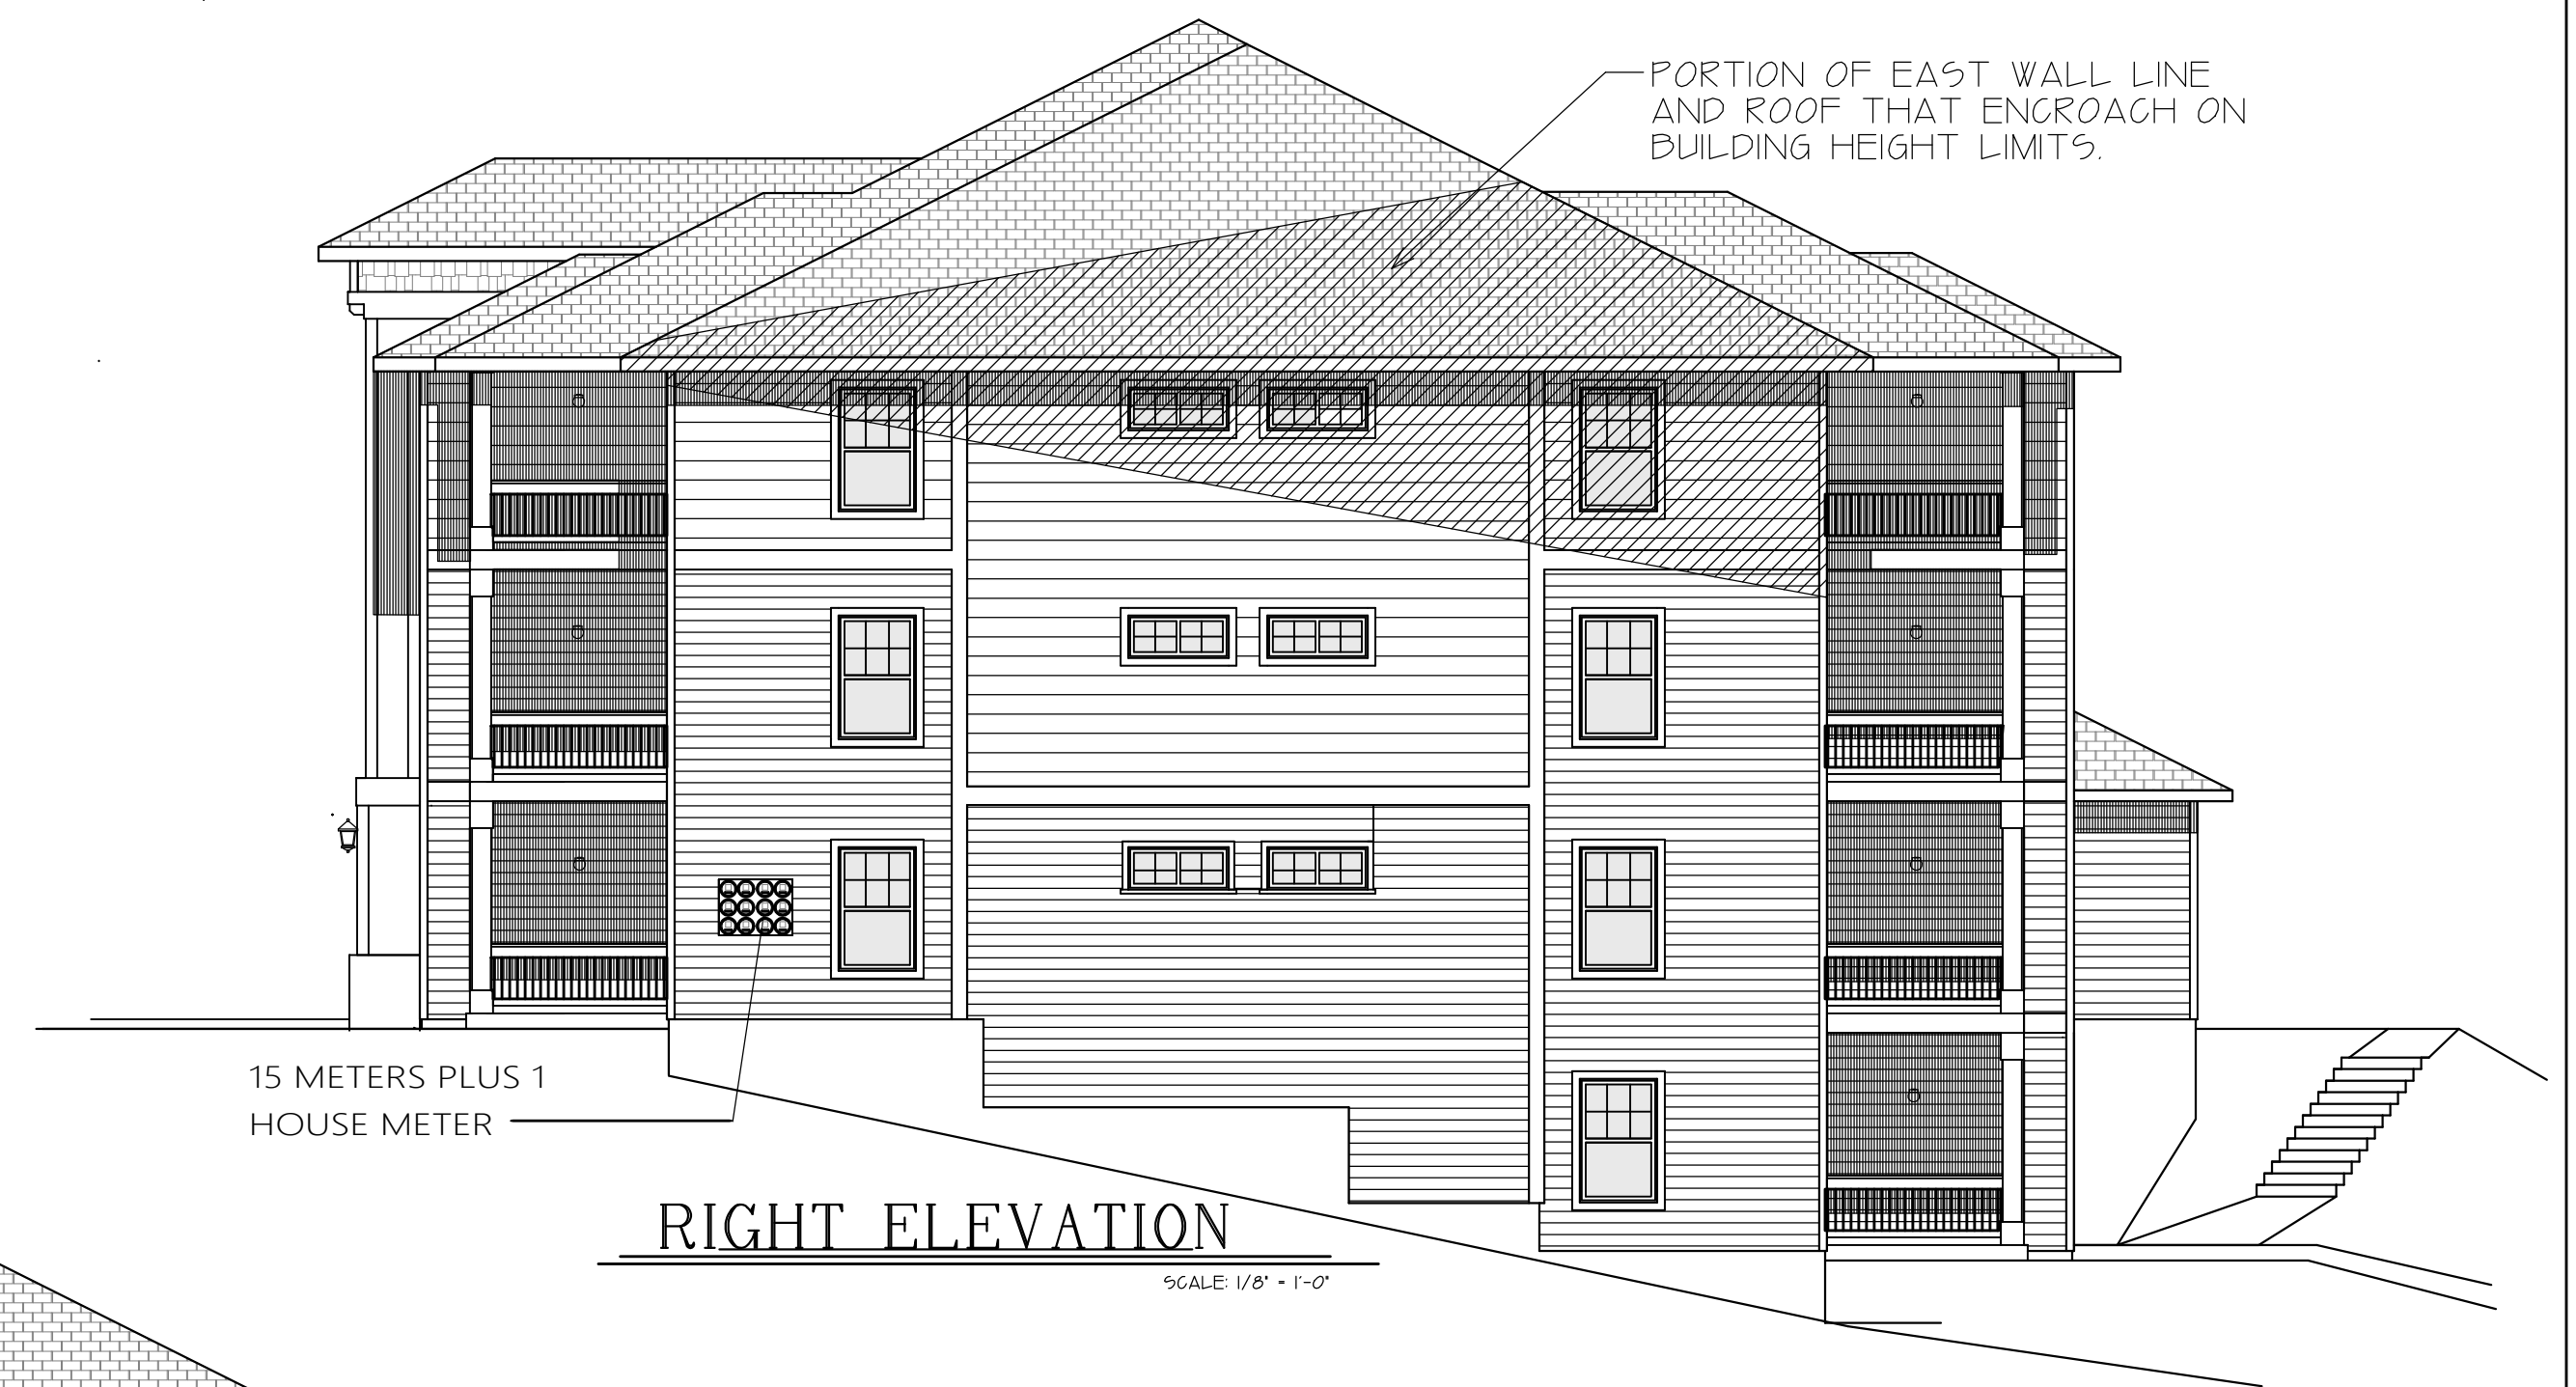 PORTION OF EAST WALL LINE
AND ROOF THAT ENCROACH ON
BUILDING HEIGHT LIMITS.
15 METERS PLUS 1
HOUSE METER
RIGHT ELEVATION
SCALE: 1/8" = 1'-0"